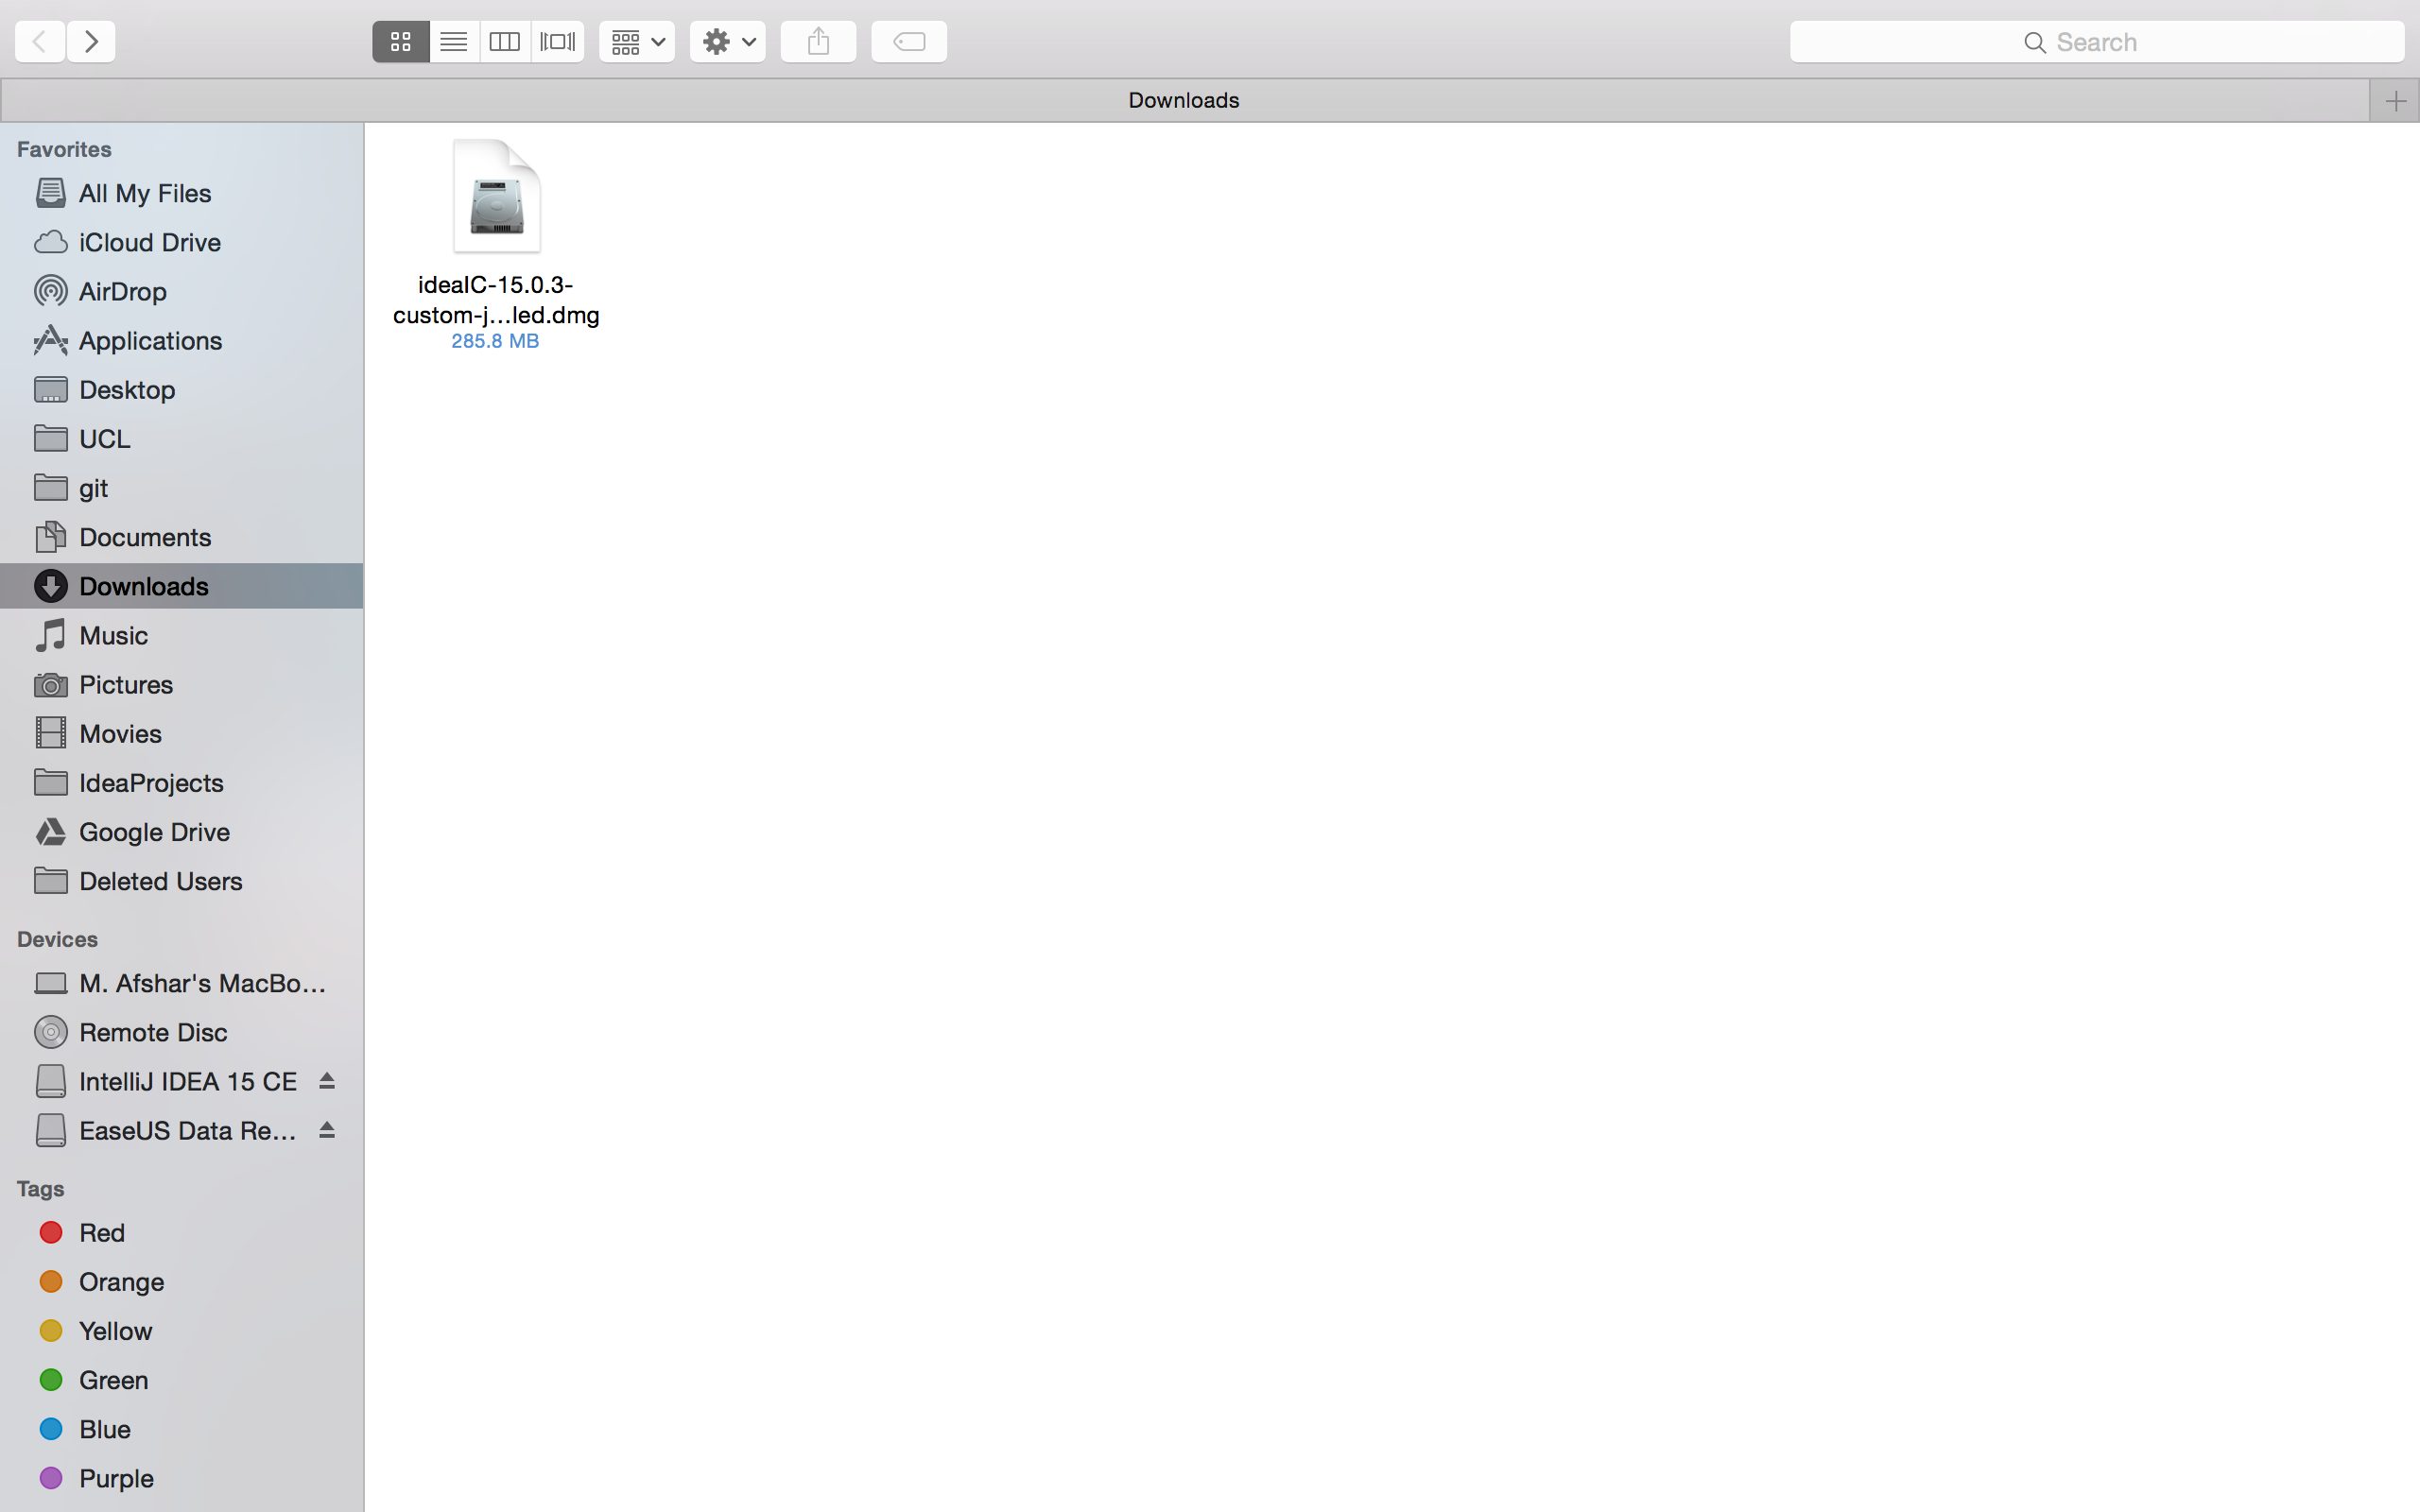 Search
Downloads
Favorites
All My Files
iCloud Drive
AirDrop
Applications
Desktop
UCL
git
Documents
Downloads
Music
Pictures
Movies
IdeaProjects
Google Drive
Deleted Users
Devices
M. Afshar's MacBo...
Remote Disc
IntelliJ IDEA 15 CE
EaseUS Data Re...
Tags
Red
Orange
Yellow
Green
Blue
Purple
ideaIC-15.0.3-
custom-j...led.dmg
285.8 MB